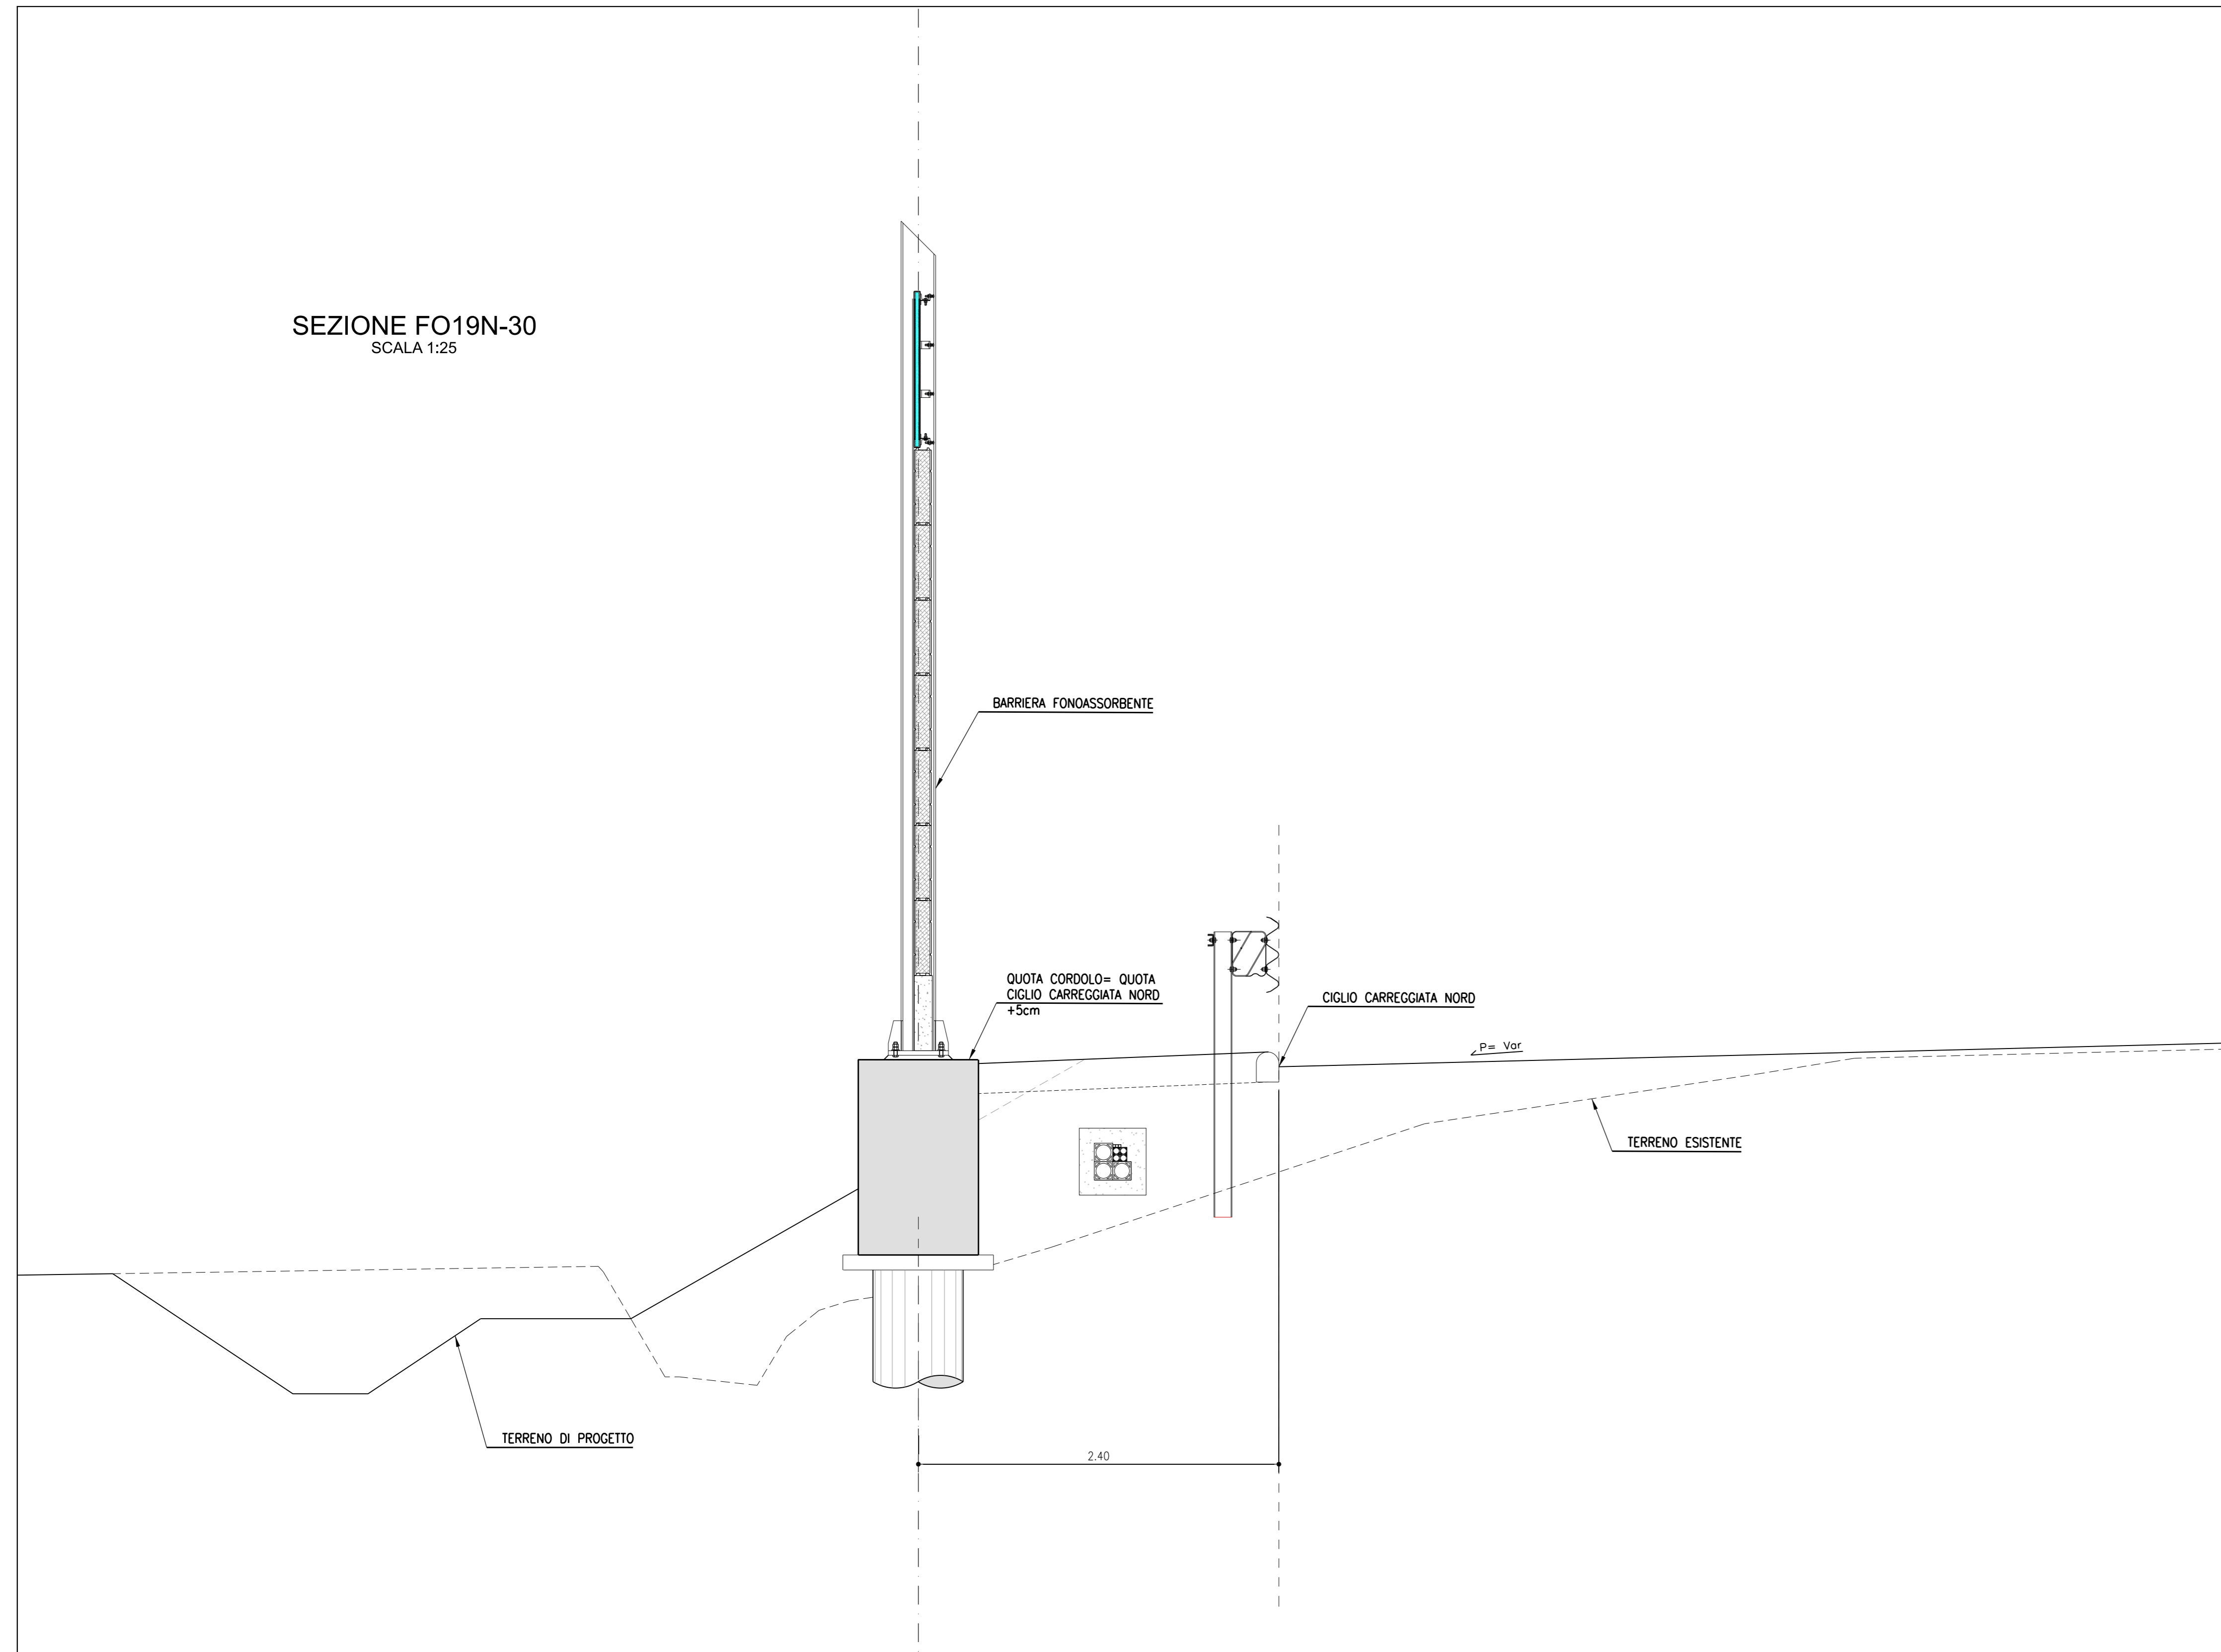 SEZIONE FO19N-30
SCALA 1:25
BARRIERA FONOASSORBENTE
QUOTA CORDOLO= QUOTA
CIGLIO CARREGGIATA NORD
+5cm
CIGLIO CARREGGIATA NORD
P= Var
TERRENO ESISTENTE
TERRENO DI PROGETTO
2.40